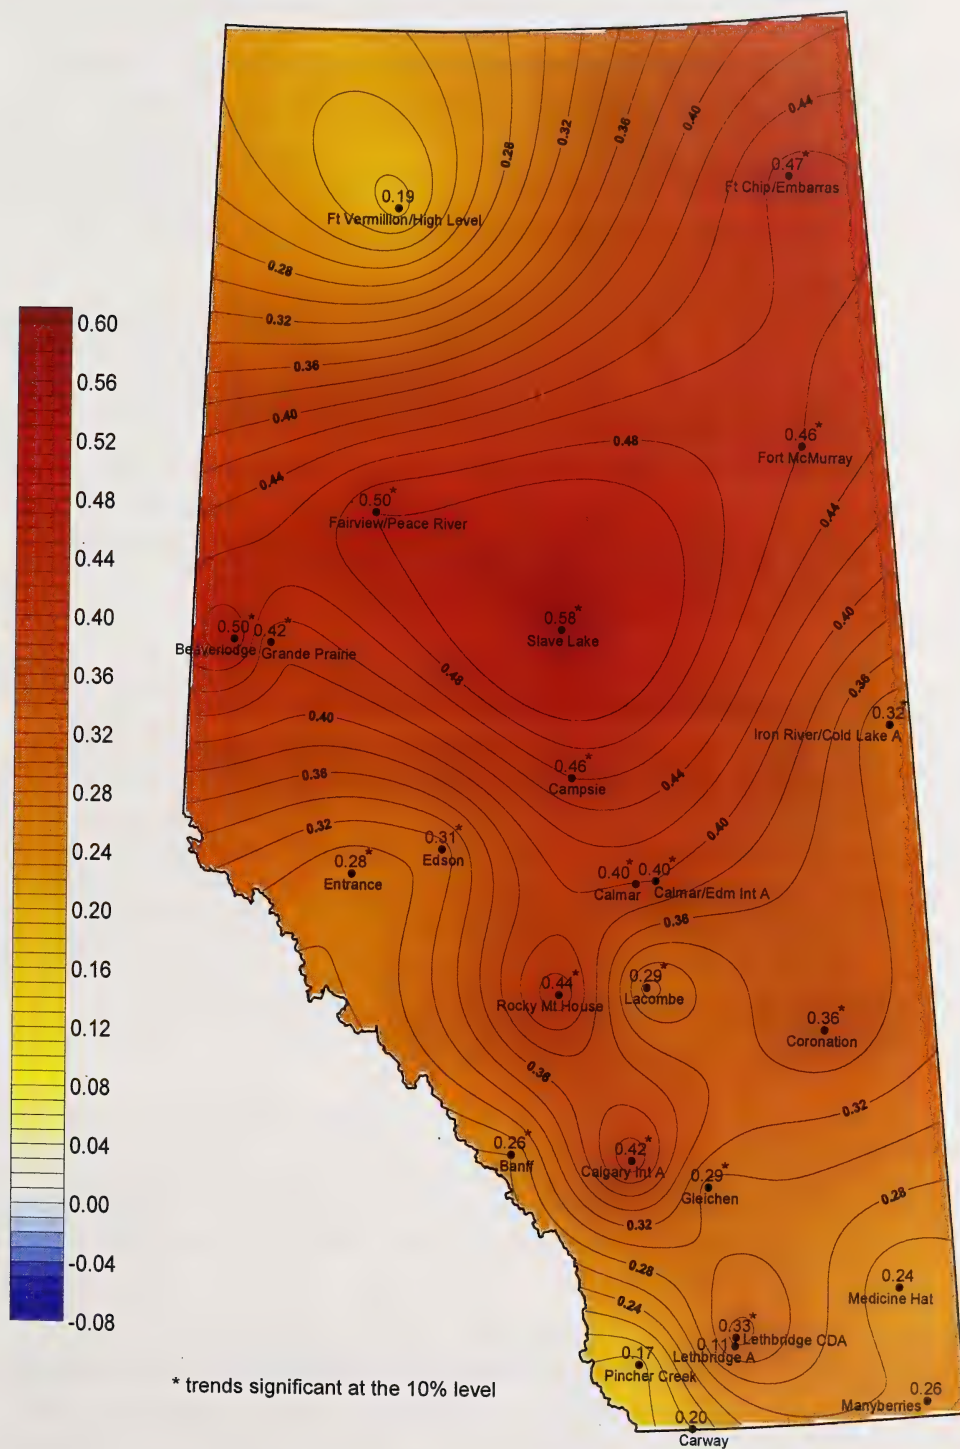 0.60
0.56
0.52
0.48
0.44
0.40
0.36
0.32
0.28
0.24
0.20
0.16
0.12
0.08
0.04
0.00
-0.04
-0.08
0.28
0.32
0.36
0.40
0.44
0.47*
Ft Chip/Embarras
0.19
Ft Vermillion/High Level
0.28
0.32
0.36
0.40
0.44
0.48
0.46*
Fort McMurray
0.44
0.50*
Fairview/Peace River
0.58*
Slave Lake
0.40
0.36
0.50*
Beaverlodge
0.42*
Grande Prairie
0.48
0.40
0.36
0.32
0.32*
Iron River/Cold Lake A
0.46*
Campsie
0.44
0.40
0.31*
Edson
0.28*
Entrance
0.40*
Calmar
0.40*
Calmar/Edm Int A
0.36
0.44*
Rocky Mt House
0.29*
Lacombe
0.36*
Coronation
0.36
0.32
0.26*
Banff
0.42*
Calgary Int A
0.29*
Gleichen
0.32
0.28
0.28
0.24
0.24
Medicine Hat
0.33*
Lethbridge CDA
0.11
Lethbridge A
0.17
Pincher Creek
0.26
Manyberries
0.20
Carway
* trends significant at the 10% level